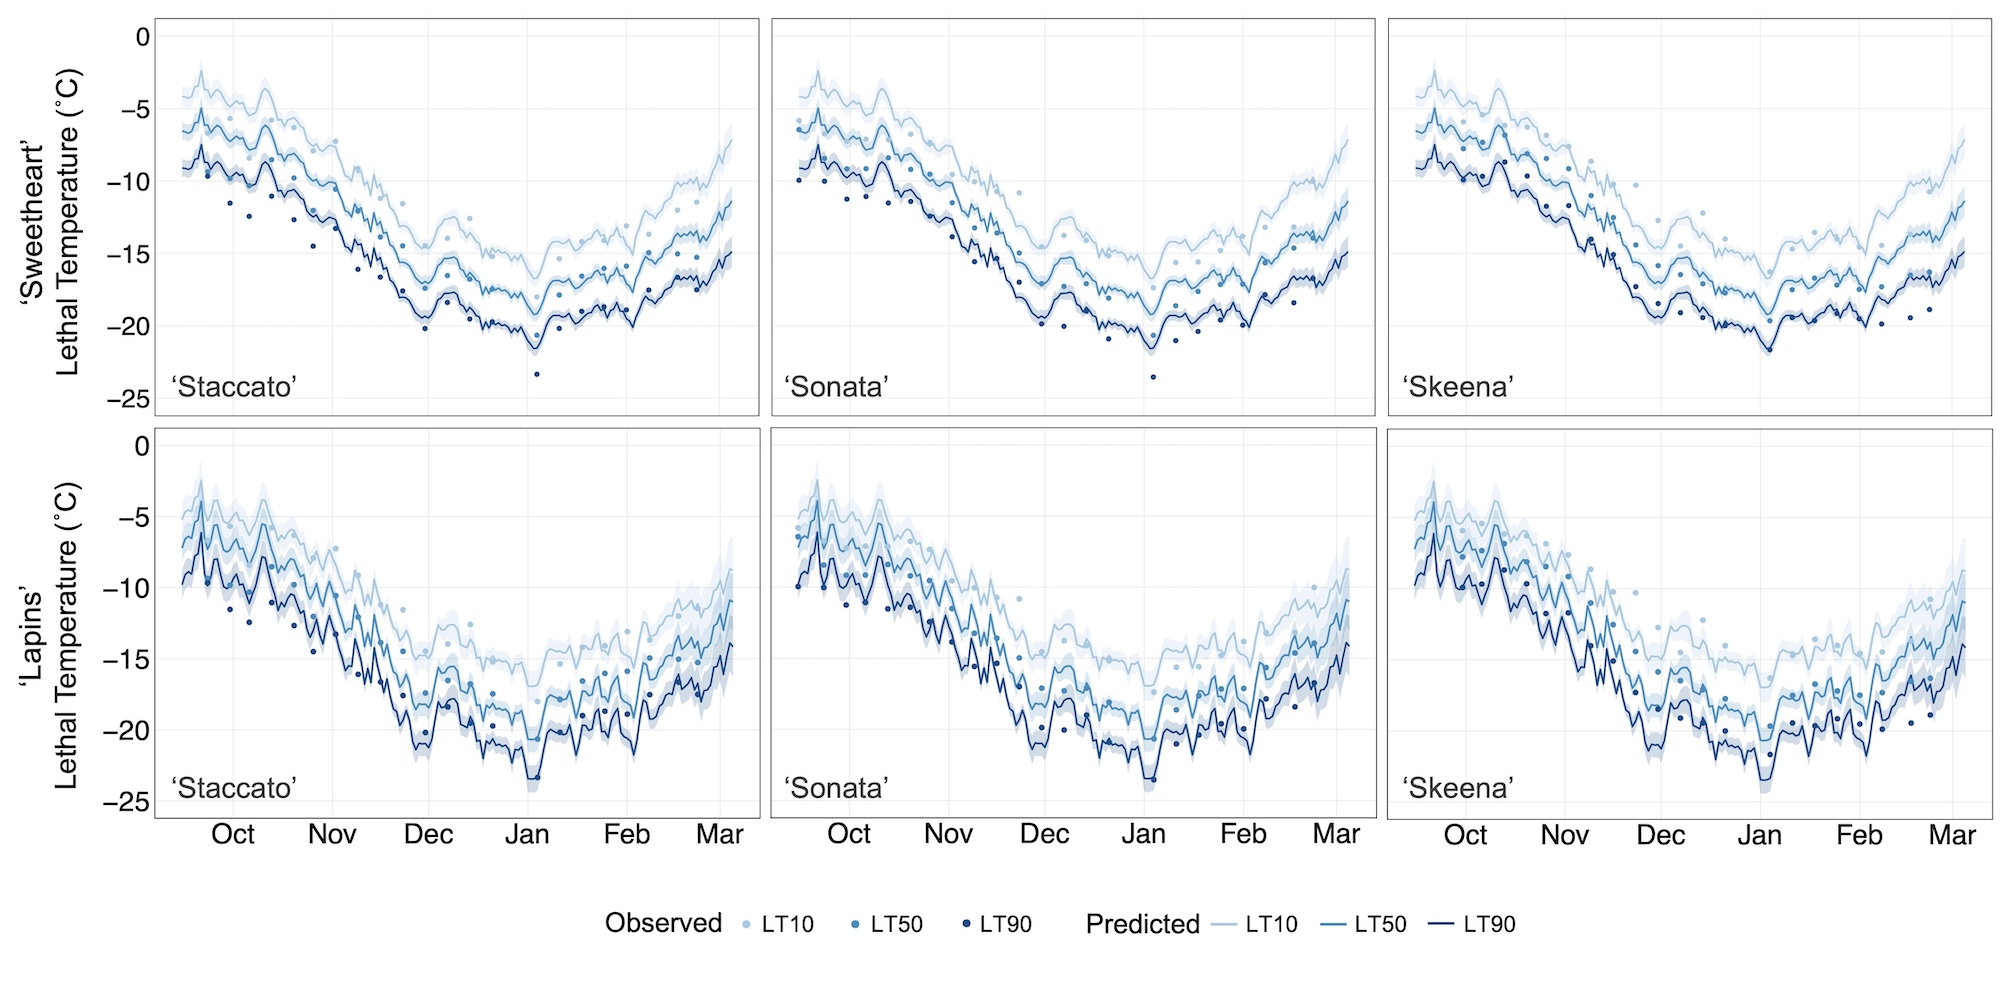 ‘Sweetheart’
Lethal Temperature (˚C)
0
−5
−10
−15
−20
−25
‘Staccato’
‘Sonata’
‘Skeena’
‘Lapins’
Lethal Temperature (˚C)
0
−5
−10
−15
−20
−25
‘Staccato’
‘Sonata’
‘Skeena’
Oct Nov Dec Jan Feb Mar
Oct Nov Dec Jan Feb Mar
Oct Nov Dec Jan Feb Mar
Observed LT10 LT50 LT90 Predicted LT10 LT50 LT90